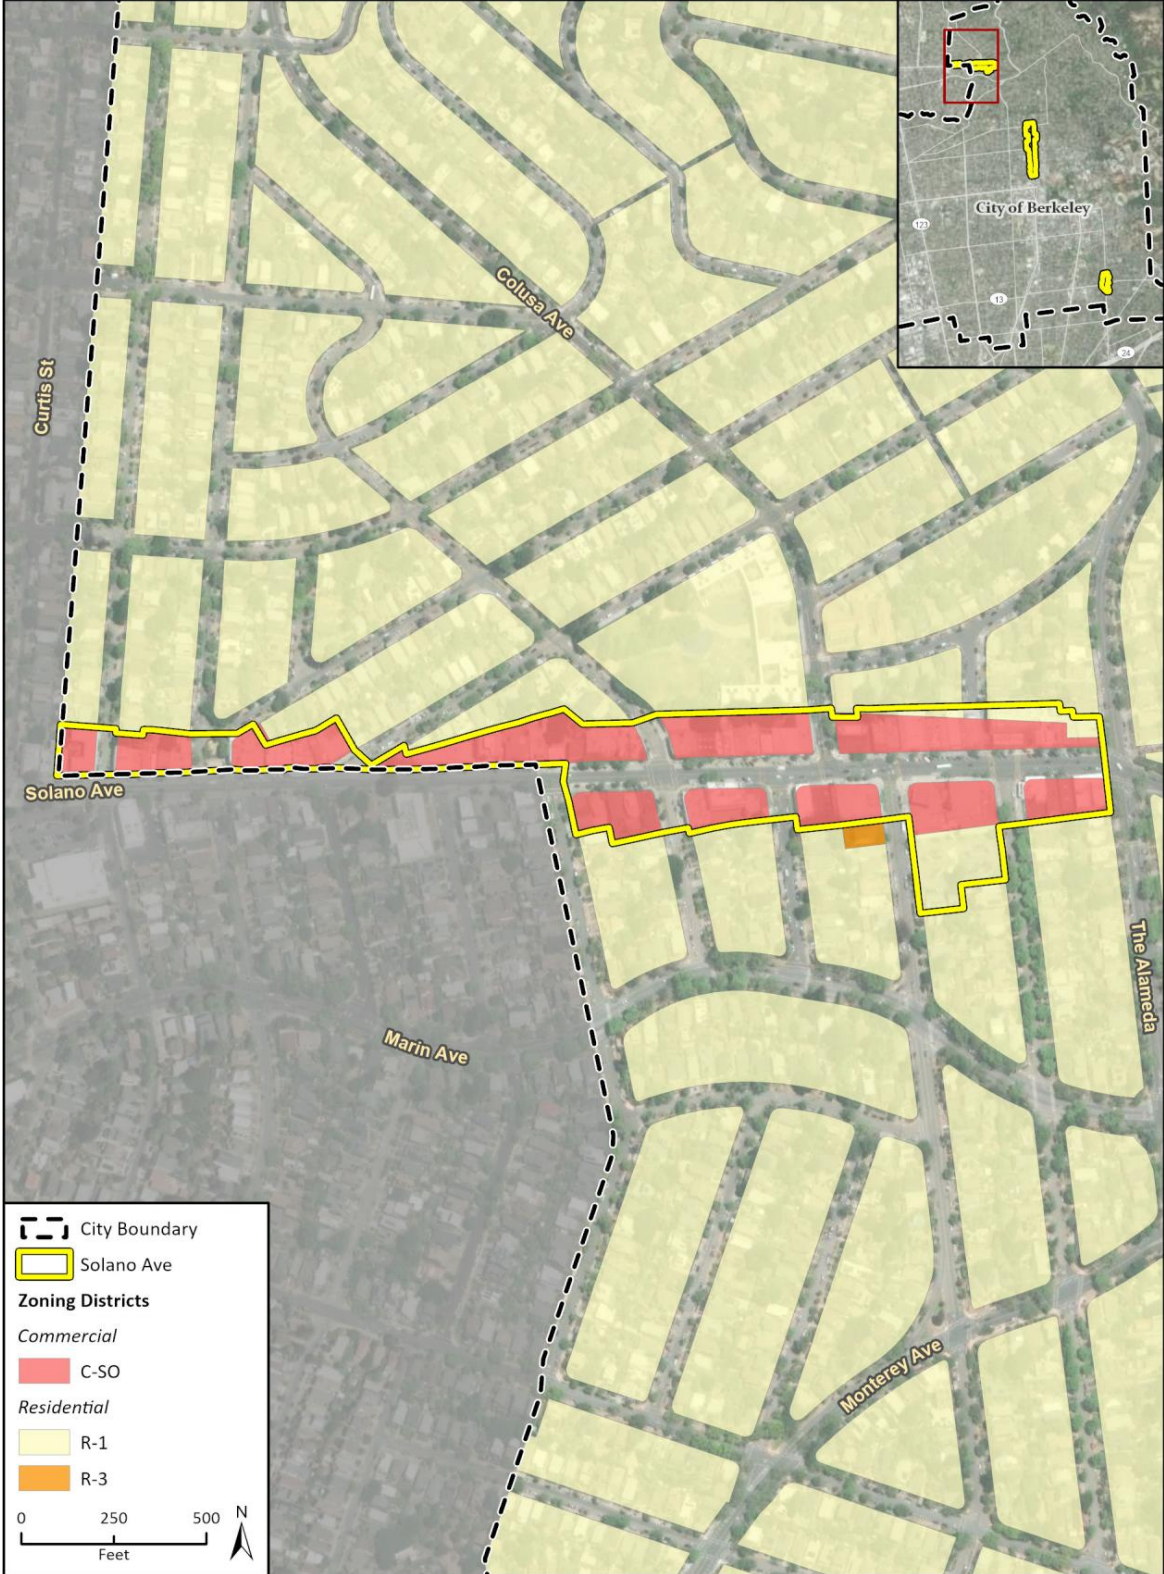 City of Berkeley
123
13
24
Colusa Ave
Curtis St
Solano Ave
The Alameda
Marin Ave
Monterey Ave
City Boundary
Solano Ave
Zoning Districts
Commercial
C-SO
Residential
R-1
R-3
0 250 500
Feet
N